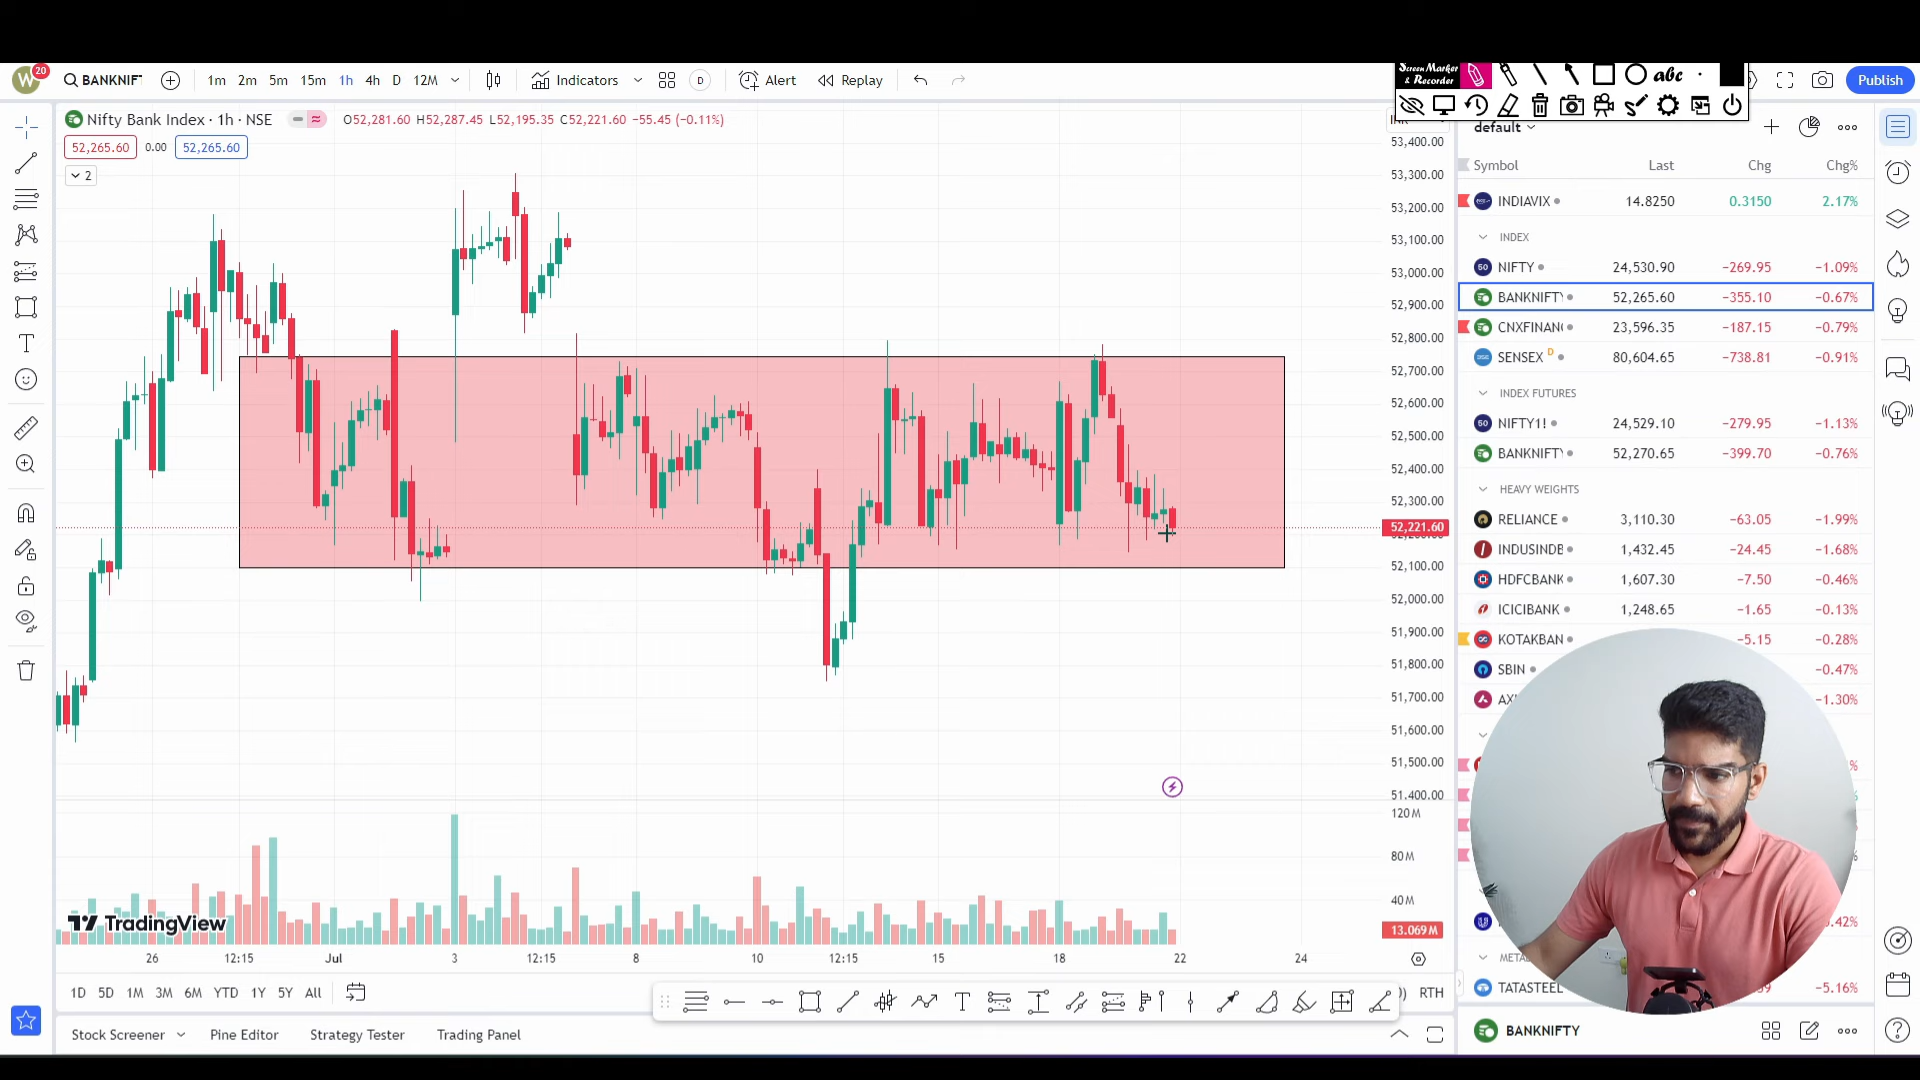 W 20 BANKNIF 1m 2m 5m 15m 1h 4h D 12M Indicators D Alert Replay Publish
Screen Marker & Recorder abc
Nifty Bank Index · 1h · NSE O52,281.60 H52,287.45 L52,195.35 C52,221.60 −55.45 (−0.11%)
52,265.60 0.00 52,265.60
2
53,400.00
53,300.00
53,200.00
53,100.00
53,000.00
52,900.00
52,800.00
52,700.00
52,600.00
52,500.00
52,400.00
52,300.00
52,221.60
52,100.00
52,000.00
51,900.00
51,800.00
51,700.00
51,600.00
51,500.00
51,400.00
120M
80M
40M
13.069M
TradingView
26 12:15 Jul 3 12:15 8 10 12:15 15 18 22 24
1D 5D 1M 3M 6M YTD 1Y 5Y All RTH
Stock Screener Pine Editor Strategy Tester Trading Panel
default
Symbol Last Chg Chg%
INDIAVIX 14.8250 0.3150 2.17%
INDEX
50 NIFTY 24,530.90 −269.95 −1.09%
BANKNIFTY 52,265.60 −355.10 −0.67%
CNXFINAN 23,596.35 −187.15 −0.79%
SENSEX D 80,604.65 −738.81 −0.91%
INDEX FUTURES
50 NIFTY1! 24,529.10 −279.95 −1.13%
BANKNIFTY 52,270.65 −399.70 −0.76%
HEAVY WEIGHTS
RELIANCE 3,110.30 −63.05 −1.99%
INDUSINDB 1,432.45 −24.45 −1.68%
HDFCBANK 1,607.30 −7.50 −0.46%
ICICIBANK 1,248.65 −1.65 −0.13%
KOTAKBAN −5.15 −0.28%
SBIN −0.47%
AX −1.30%
.42%
META
TATASTEEL −5.16%
BANKNIFTY